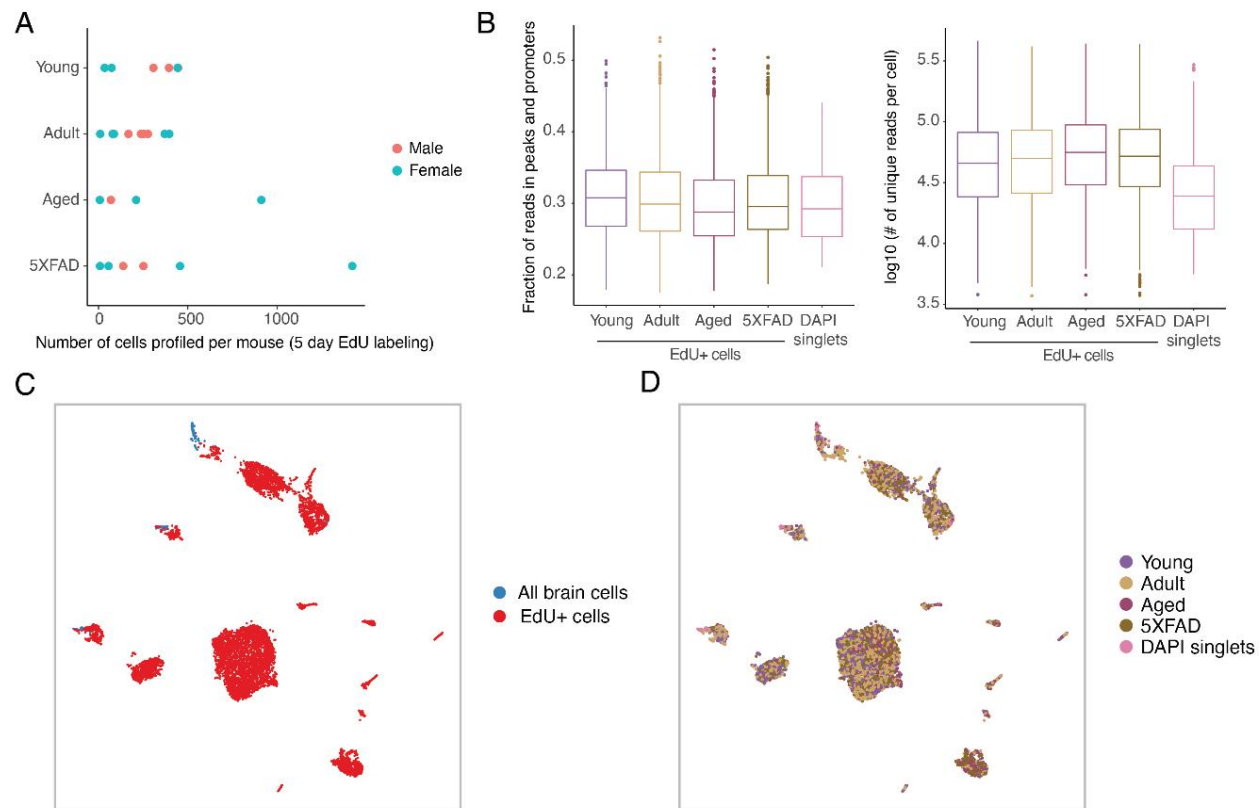 A
Young
Adult
Aged
5XFAD
0
500
1000
Number of cells profiled per mouse (5 day EdU labeling)
Male
Female
B
Fraction of reads in peaks and promoters
0.5
0.4
0.3
0.2
Young
Adult
Aged
5XFAD
DAPI
singlets
EdU+ cells
log10 (# of unique reads per cell)
5.5
5.0
4.5
4.0
3.5
Young
Adult
Aged
5XFAD
DAPI
singlets
EdU+ cells
C
All brain cells
EdU+ cells
D
Young
Adult
Aged
5XFAD
DAPI singlets